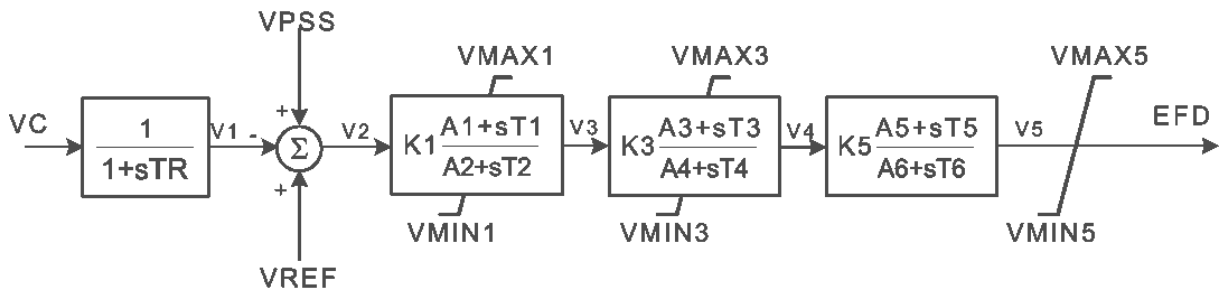 VPSS
VMAX1
VMAX3
VMAX5
VC
1
1+sTR
V1
-
+
Σ
+
V2
K1 A1+sT1
A2+sT2
V3
K3 A3+sT3
A4+sT4
V4
K5 A5+sT5
A6+sT6
V5
EFD
VMIN1
VMIN3
VMIN5
VREF